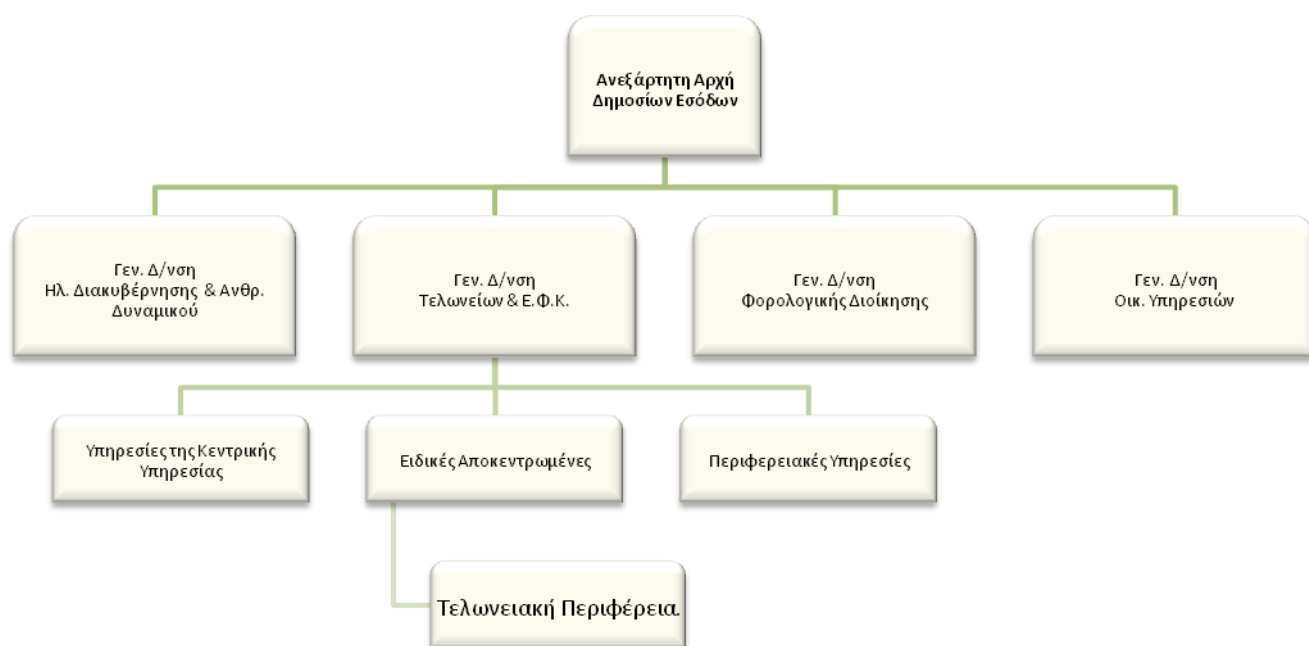 Ανεξάρτητη Αρχή
Δημοσίων Εσόδων
Γεν. Δ/νση
Ηλ. Διακυβέρνησης & Ανθρ.
Δυναμικού
Γεν. Δ/νση
Τελωνείων & Ε.Φ.Κ.
Γεν. Δ/νση
Φορολογικής Διοίκησης
Γεν. Δ/νση
Οικ. Υπηρεσιών
Υπηρεσίες της Κεντρικής
Υπηρεσίας
Ειδικές Αποκεντρωμένες
Περιφερειακές Υπηρεσίες
Τελωνειακή Περιφέρεια.